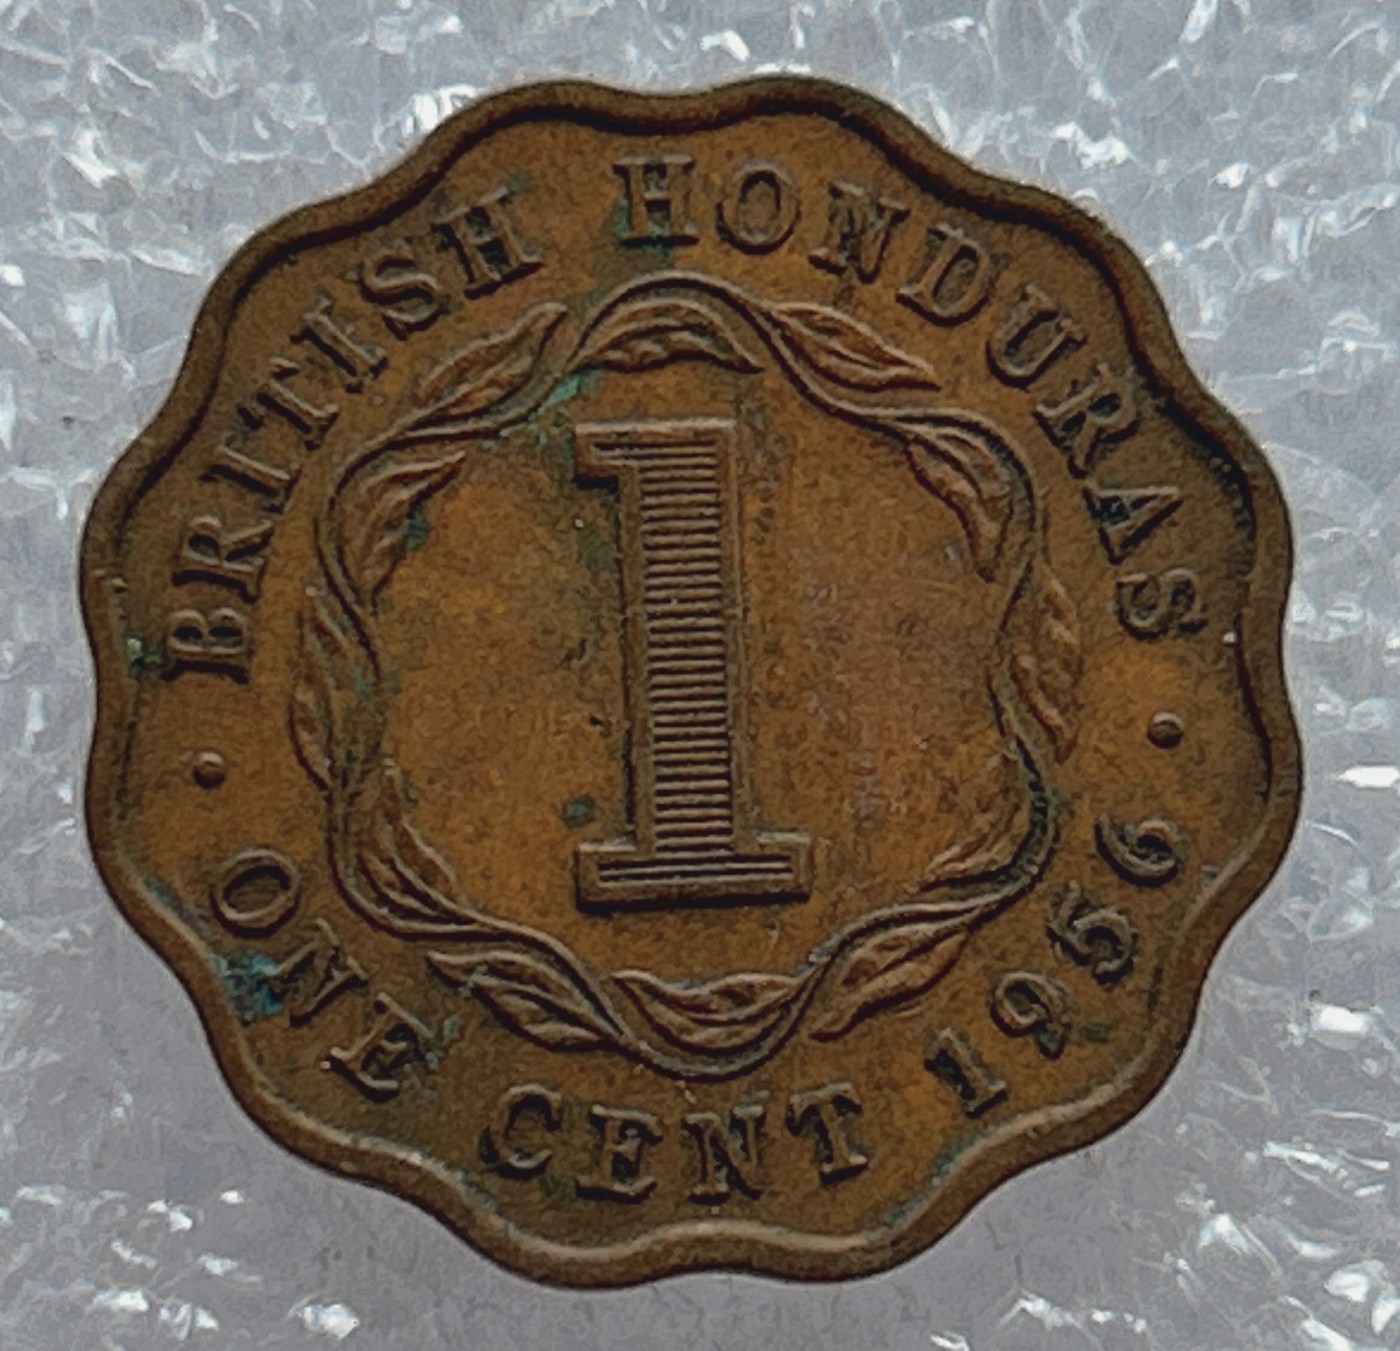 BRITISH HONDURAS
1
ONE CENT 1956